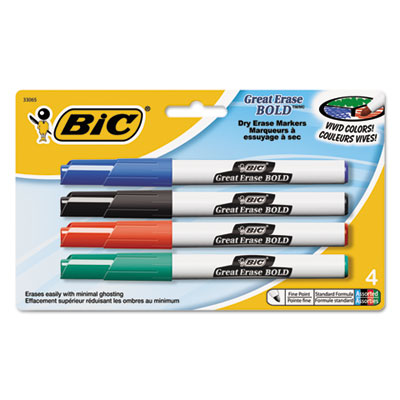 33065
BIC
Great Erase
BOLD
Dry Erase Markers
Marqueurs à
essuyage à sec
VIVID COLORS!
COULEURS VIVES!
BIC
Great Erase BOLD
BIC
Great Erase BOLD
BIC
Great Erase BOLD
BIC
Great Erase BOLD
4
Erases easily with minimal ghosting
Effacement supérieur réduisant les ombres au minimum
Fine Point Standard Formula Assorted
Pointe fine Formule standard Assorties